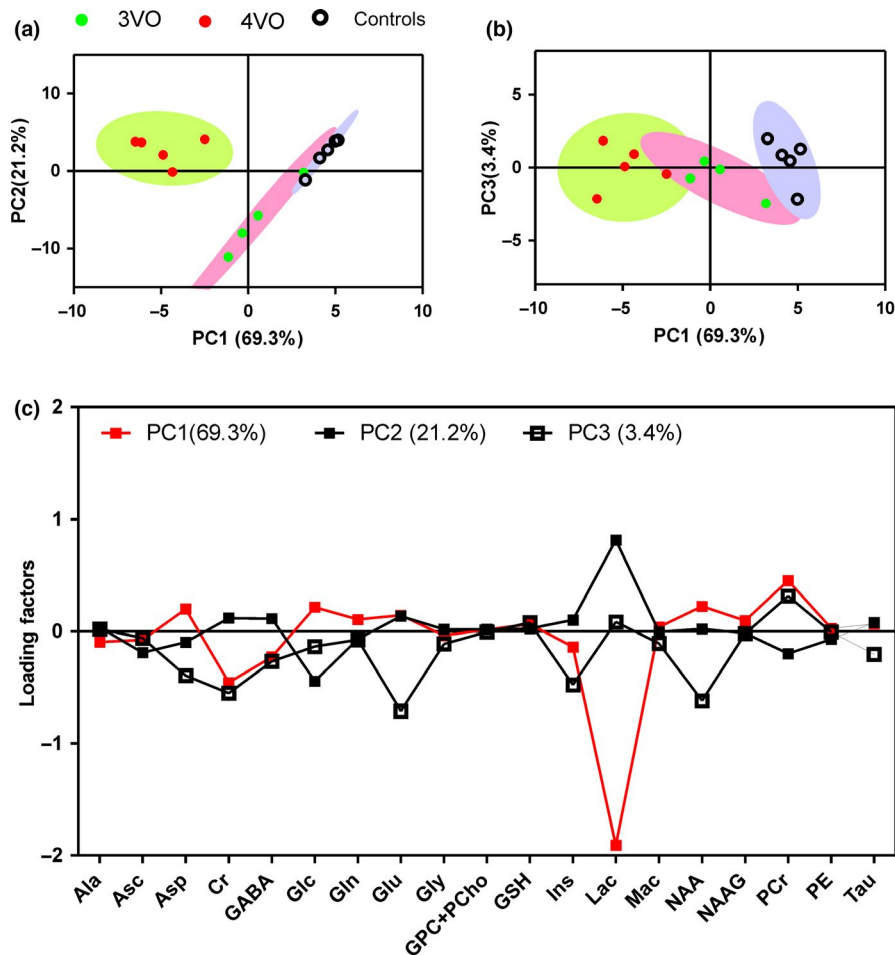 (a) 3VO 4VO Controls (b)
PC2(21.2%)
10
0
–10
–10 –5 0 5 10
PC1 (69.3%)
PC3(3.4%)
5
0
–5
–10 –5 0 5 10
PC1 (69.3%)
(c)
PC1(69.3%) PC2 (21.2%) PC3 (3.4%)
Loading factors
2
1
0
–1
–2
Ala Asc Asp Cr GABA Glc Gln Glu Gly GPC+PCho GSH Ins Lac Mac NAA NAAG PCr PE Tau